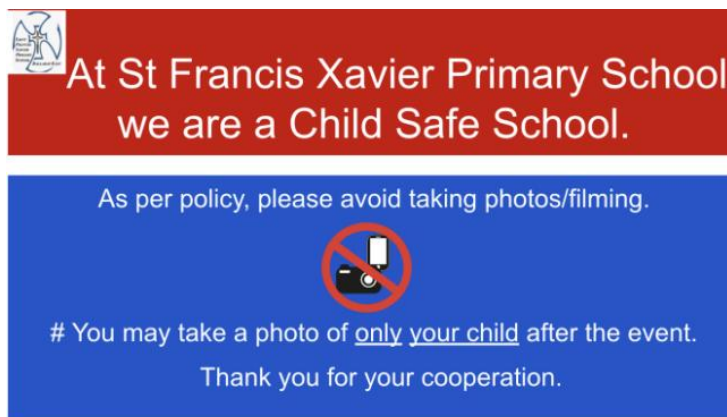 At St Francis Xavier Primary School
we are a Child Safe School.
As per policy, please avoid taking photos/filming.
# You may take a photo of only your child after the event.
Thank you for your cooperation.